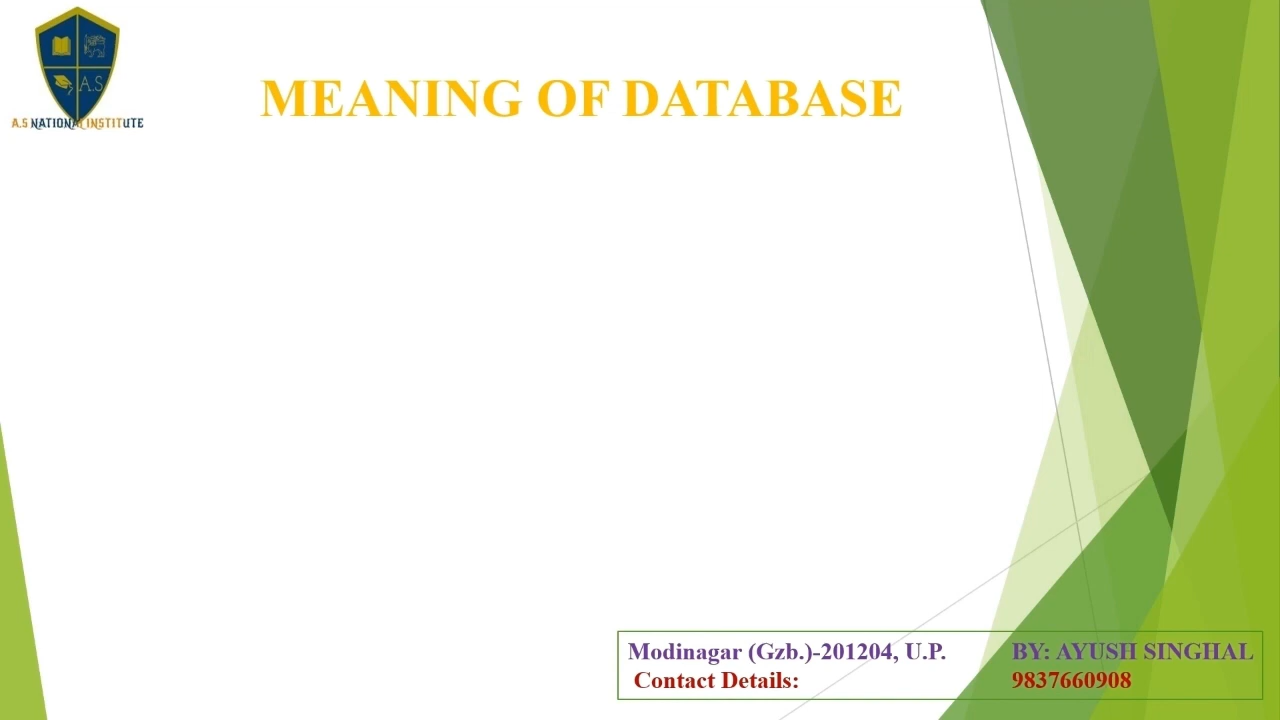 A.S
A.S NATIONAL INSTITUTE
MEANING OF DATABASE
Modinagar (Gzb.)-201204, U.P. BY: AYUSH SINGHAL
Contact Details: 9837660908